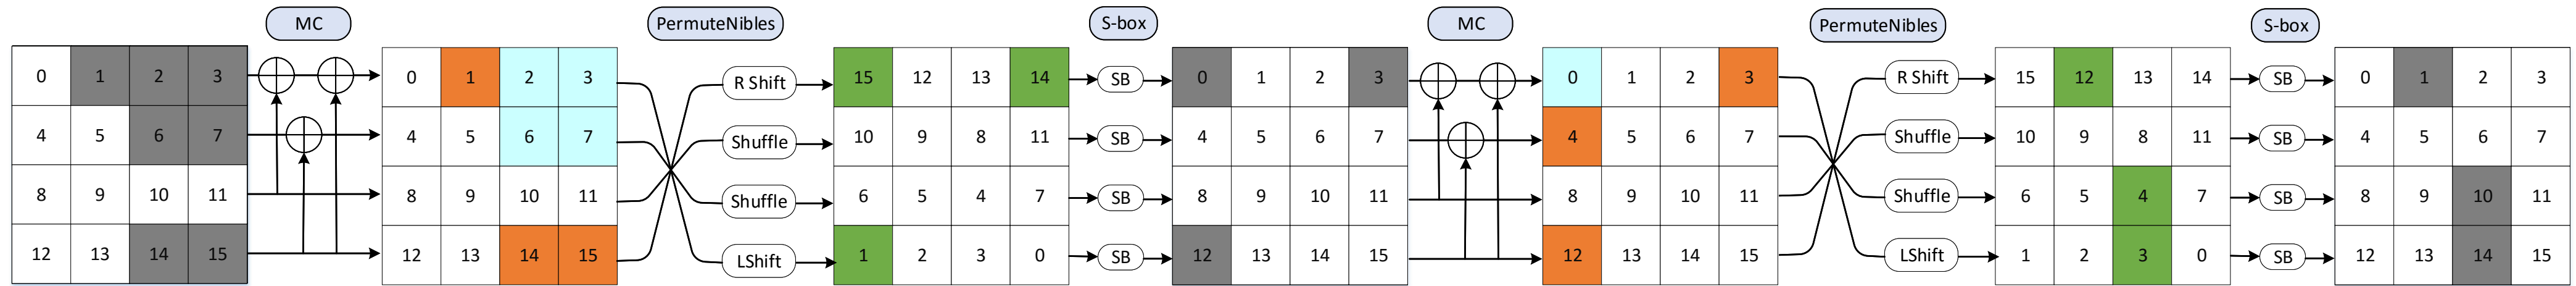 MC PermuteNibles S-box MC PermuteNibles S-box
0 1 2 3 0 1 2 3 R Shift 15 12 13 14 SB 0 1 2 3 0 1 2 3 R Shift 15 12 13 14 SB 0 1 2 3
4 5 6 7 4 5 6 7 Shuffle 10 9 8 11 SB 4 5 6 7 4 5 6 7 Shuffle 10 9 8 11 SB 4 5 6 7
8 9 10 11 8 9 10 11 Shuffle 6 5 4 7 SB 8 9 10 11 8 9 10 11 Shuffle 6 5 4 7 SB 8 9 10 11
12 13 14 15 12 13 14 15 LShift 1 2 3 0 SB 12 13 14 15 12 13 14 15 LShift 1 2 3 0 SB 12 13 14 15